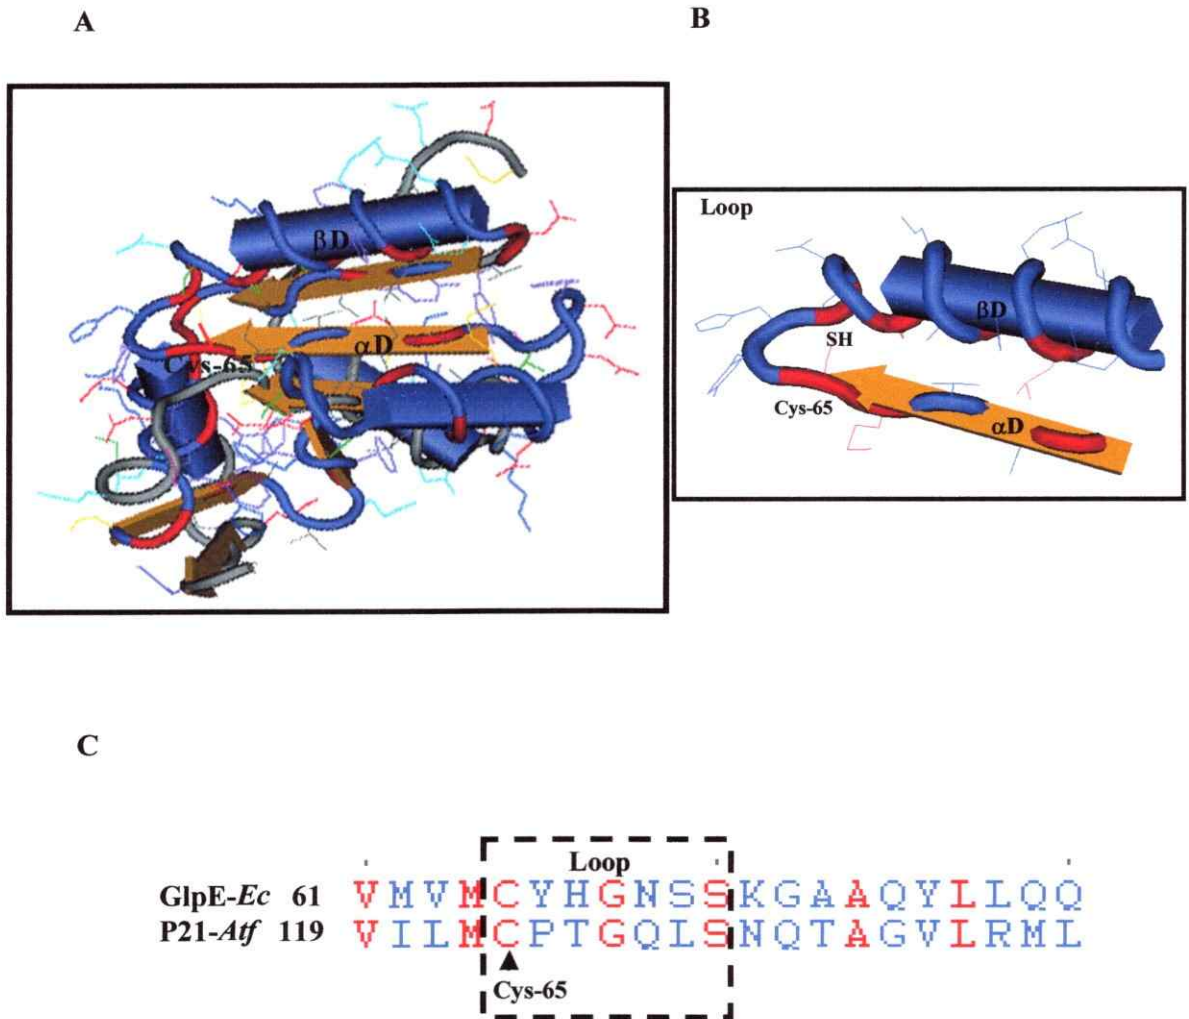 A
B
βD
αD
Cys-65
Loop
βD
SH
Cys-65
αD
C
Loop
GlpE-Ec 61 VMVMCYHGNSSKGAAQYLLQQ
P21-Atf 119 VILMCPTGQLSNQTAGVLRML
Cys-65